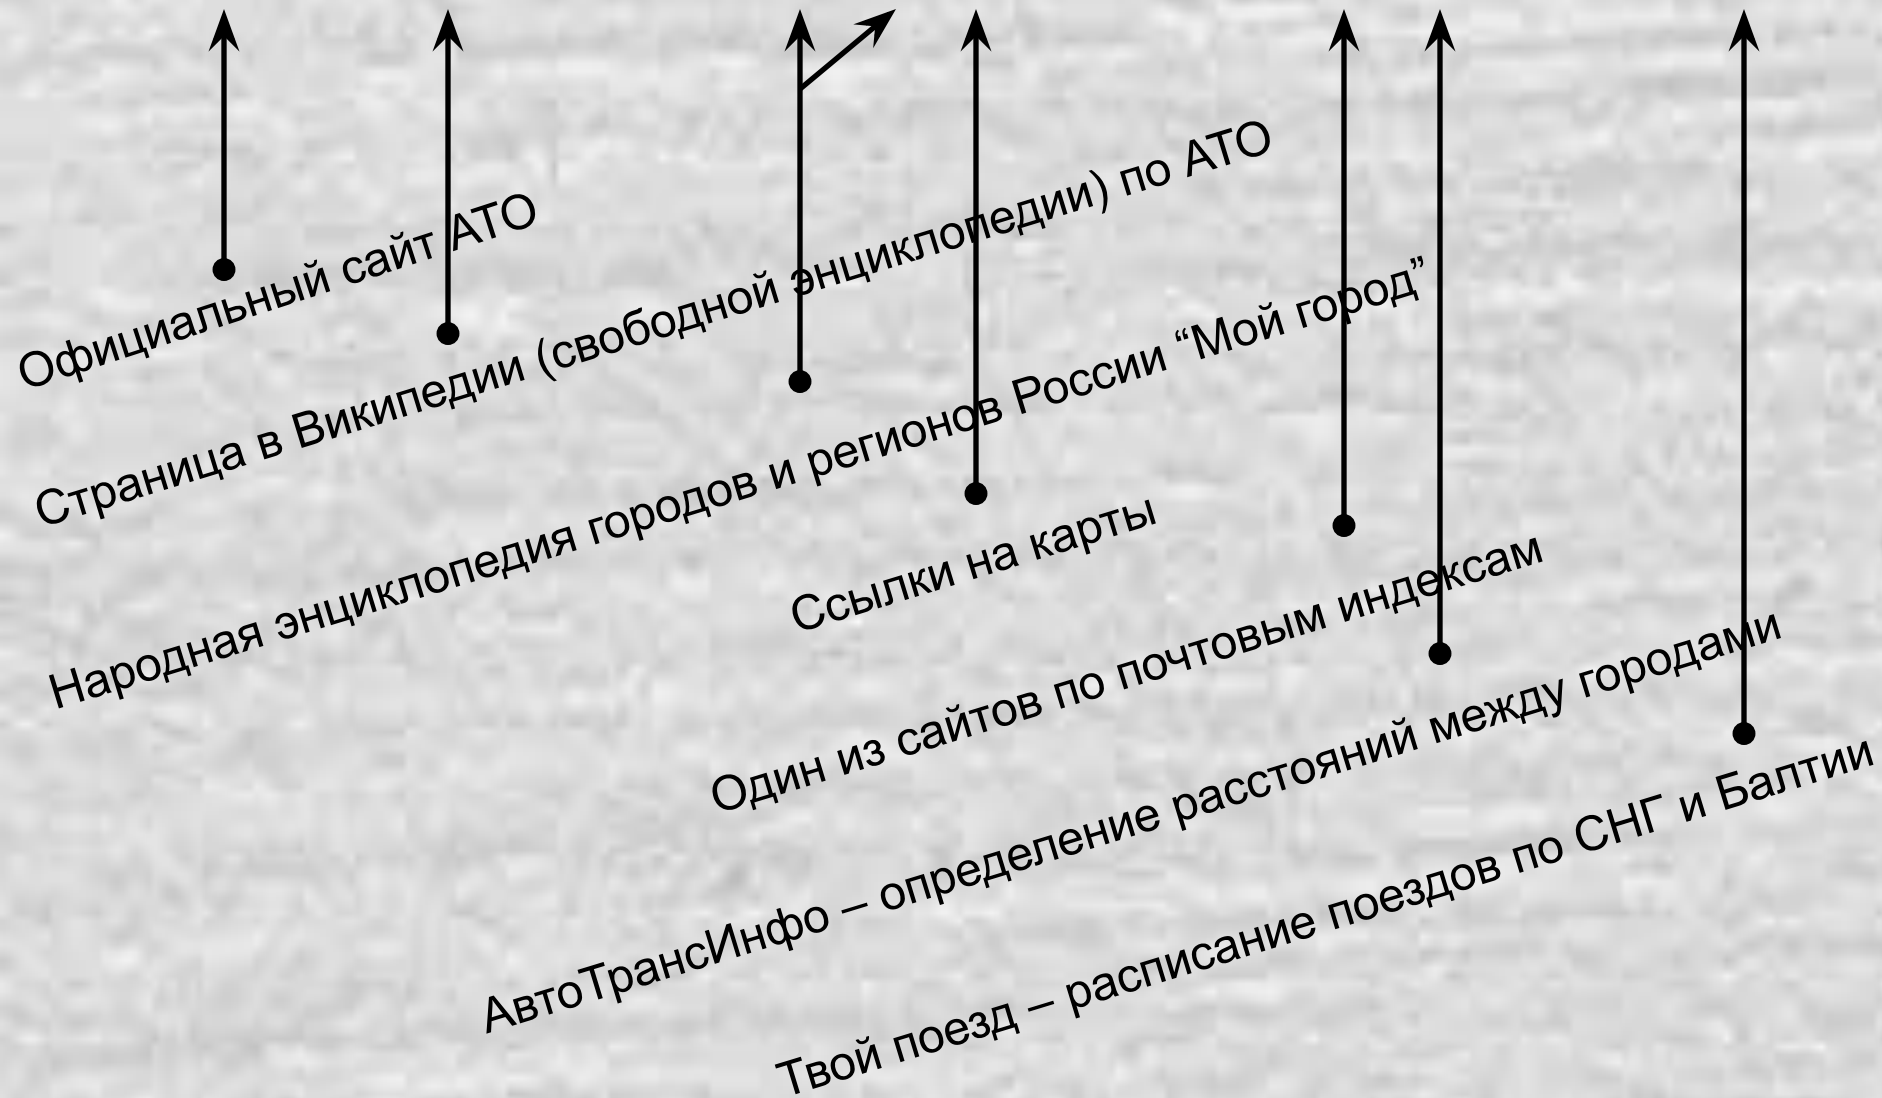 Официальный сайт АТО
Страница в Википедии (свободной энциклопедии) по АТО
Народная энциклопедия городов и регионов России “Мой город”
Ссылки на карты
Один из сайтов по почтовым индексам
АвтоТрансИнфо – определение расстояний между городами
Твой поезд – расписание поездов по СНГ и Балтии